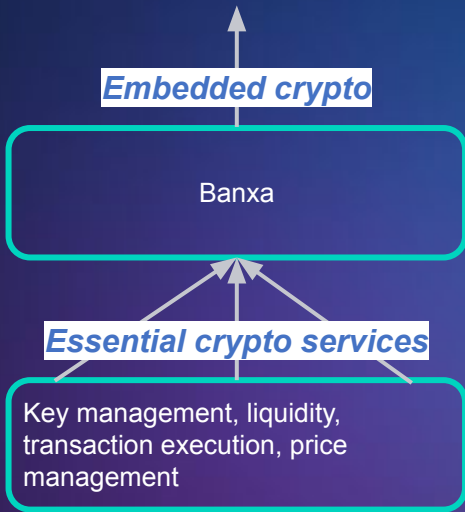 Embedded crypto
Banxa
Essential crypto services
Key management, liquidity,
transaction execution, price
management